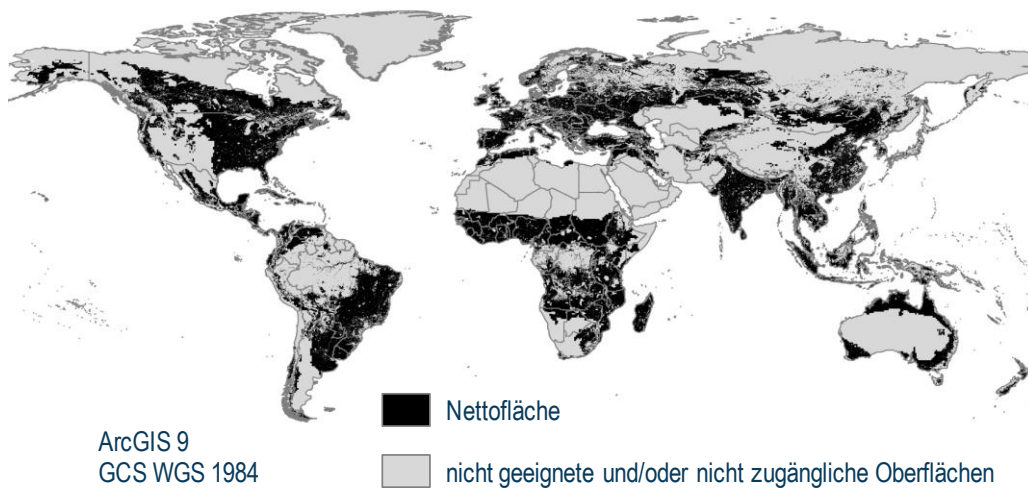 Nettofläche
ArcGIS 9
GCS WGS 1984
nicht geeignete und/oder nicht zugängliche Oberflächen